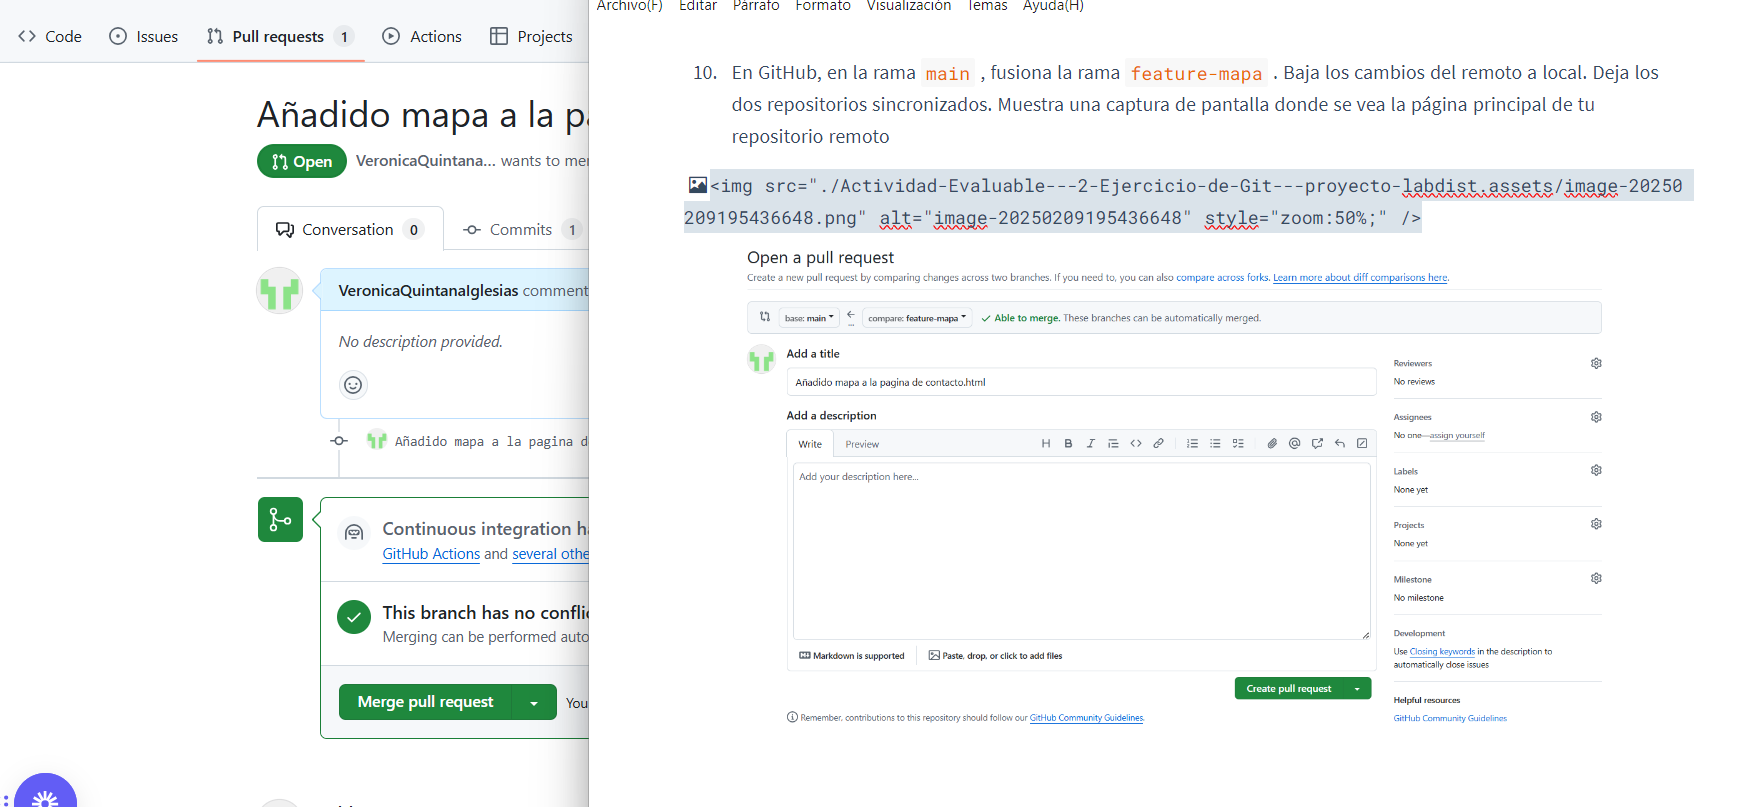 Code
Issues
Pull requests 1
Actions
Projects
Añadido mapa a la pa
Open
VeronicaQuintana... wants to mer
Conversation 0
Commits 1
VeronicaQuintanaIglesias comment
No description provided.
Añadido mapa a la pagina d
Continuous integration ha
GitHub Actions and several othe
This branch has no conflic
Merging can be performed auto
Merge pull request
You
Archivo(F) Editar Párrafo Formato Visualización Temas Ayuda(H)
10. En GitHub, en la rama main , fusiona la rama feature-mapa . Baja los cambios del remoto a local. Deja los
dos repositorios sincronizados. Muestra una captura de pantalla donde se vea la página principal de tu
repositorio remoto
<img src="./Actividad-Evaluable---2-Ejercicio-de-Git---proyecto-labdist.assets/image-20250
209195436648.png" alt="image-20250209195436648" style="zoom:50%;" />
Open a pull request
Create a new pull request by comparing changes across two branches. If you need to, you can also compare across forks. Learn more about diff comparisons here.
base: main
compare: feature-mapa
Able to merge. These branches can be automatically merged.
Add a title
Añadido mapa a la pagina de contacto.html
Add a description
Write
Preview
Add your description here...
Markdown is supported
Paste, drop, or click to add files
Create pull request
Remember, contributions to this repository should follow our GitHub Community Guidelines.
Reviewers
No reviews
Assignees
No one—assign yourself
Labels
None yet
Projects
None yet
Milestone
No milestone
Development
Use Closing keywords in the description to
automatically close issues
Helpful resources
GitHub Community Guidelines